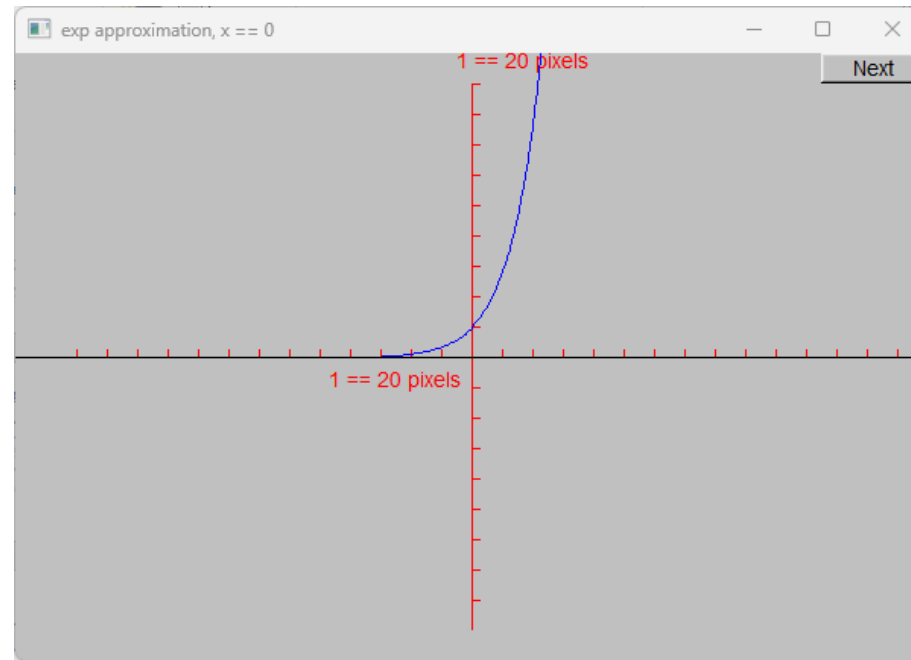 exp approximation, x == 0
1 == 20 pixels
Next
1 == 20 pixels